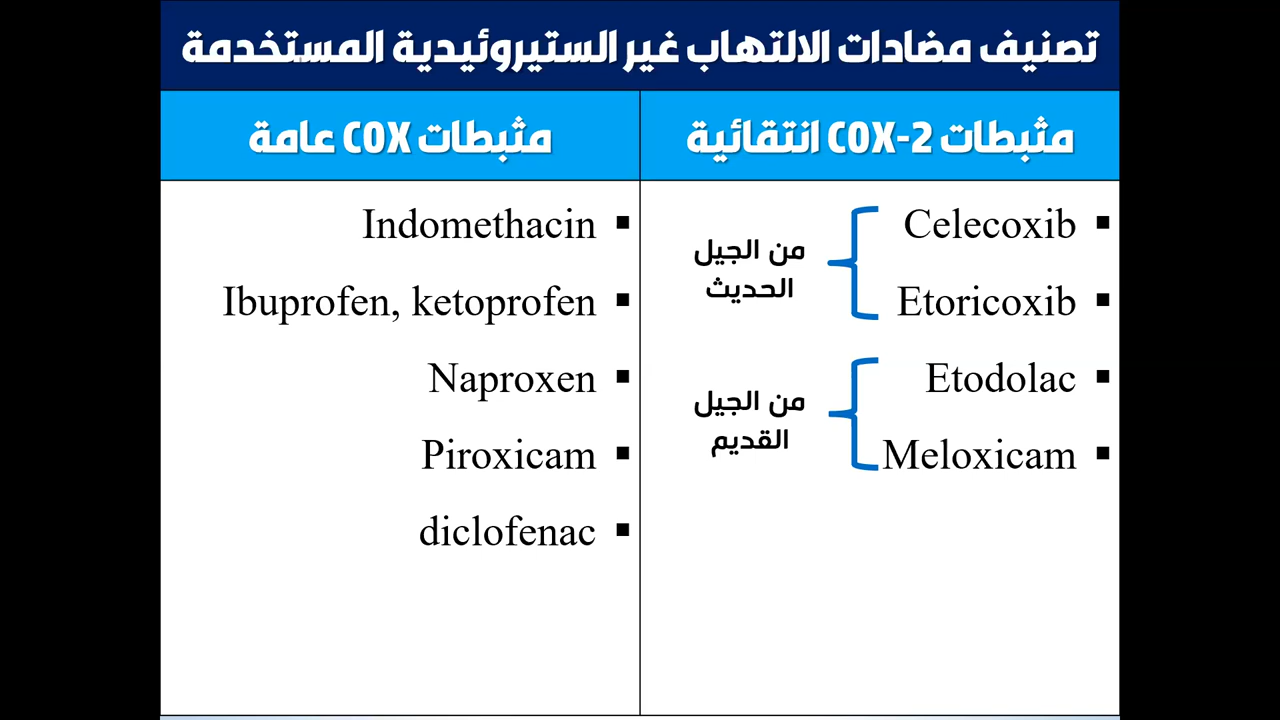 تصنيف مضادات الالتهاب غير الستيروئيدية المستخدمة
مثبطات COX-2 انتقائية
▪ Celecoxib
▪ Etoricoxib
من الجيل
الحديث
▪ Etodolac
▪ Meloxicam
من الجيل
القديم
مثبطات COX عامة
▪ Indomethacin
▪ Ibuprofen, ketoprofen
▪ Naproxen
▪ Piroxicam
▪ diclofenac